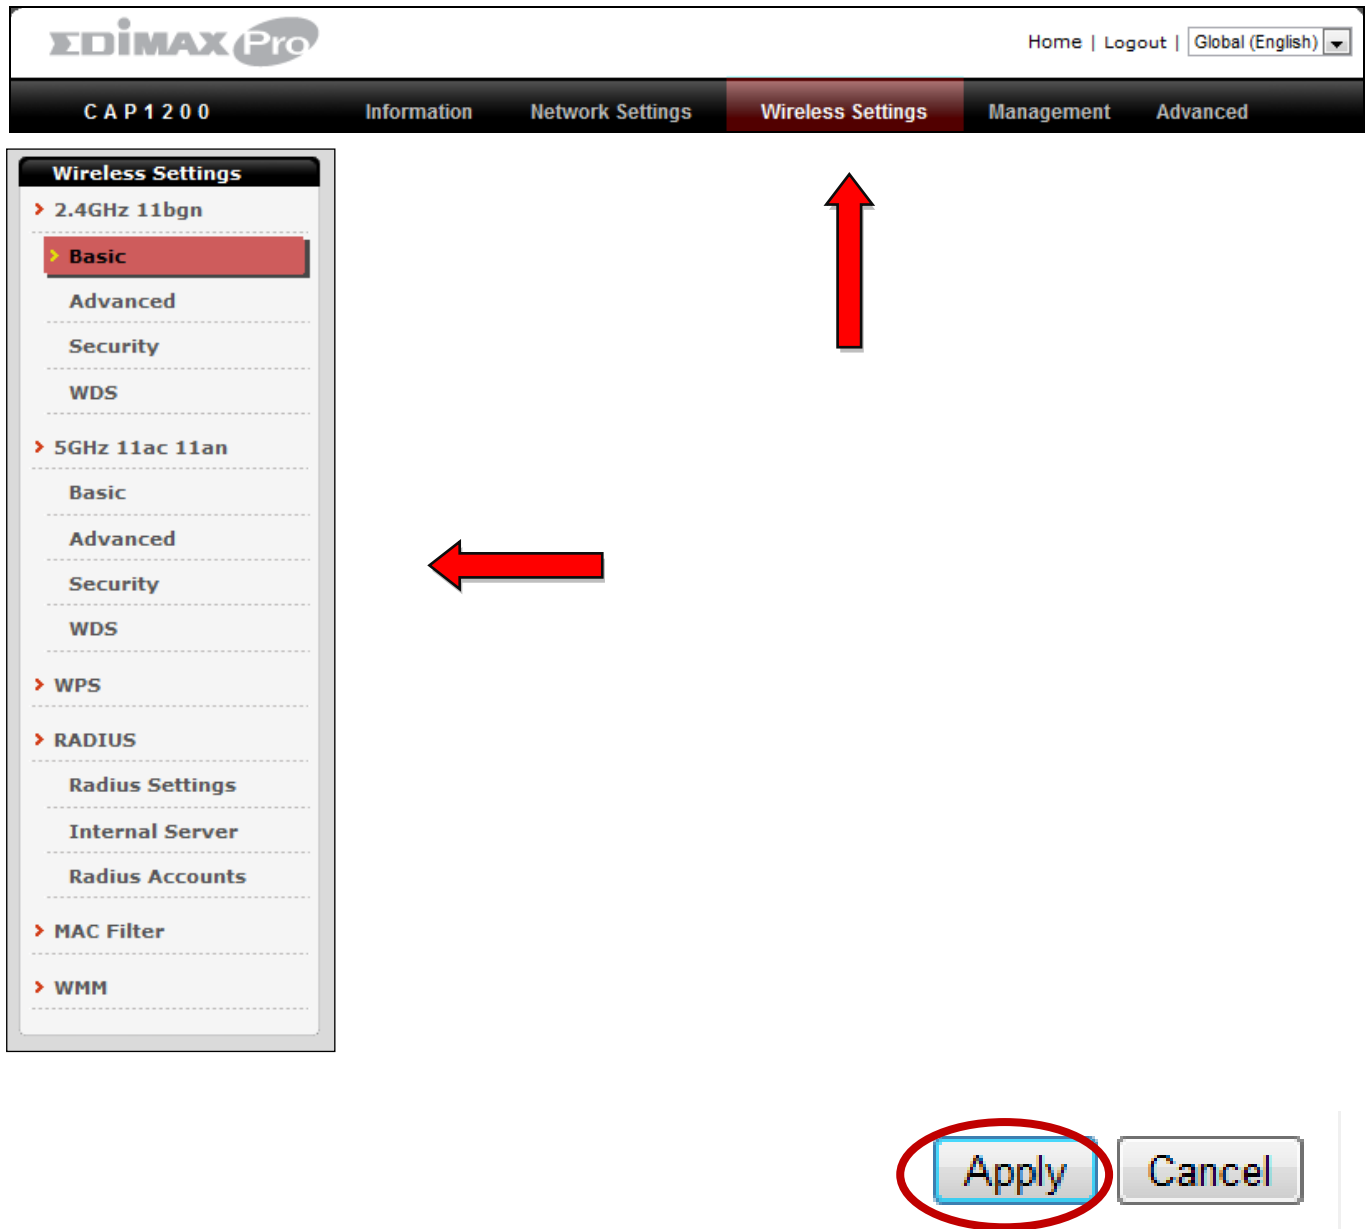 EDiMAX Pro
Home | Logout | Global (English)
CAP1200 Information Network Settings Wireless Settings Management Advanced
Wireless Settings
2.4GHz 11bgn
Basic
Advanced
Security
WDS
5GHz 11ac 11an
Basic
Advanced
Security
WDS
WPS
RADIUS
Radius Settings
Internal Server
Radius Accounts
MAC Filter
WMM
Apply Cancel